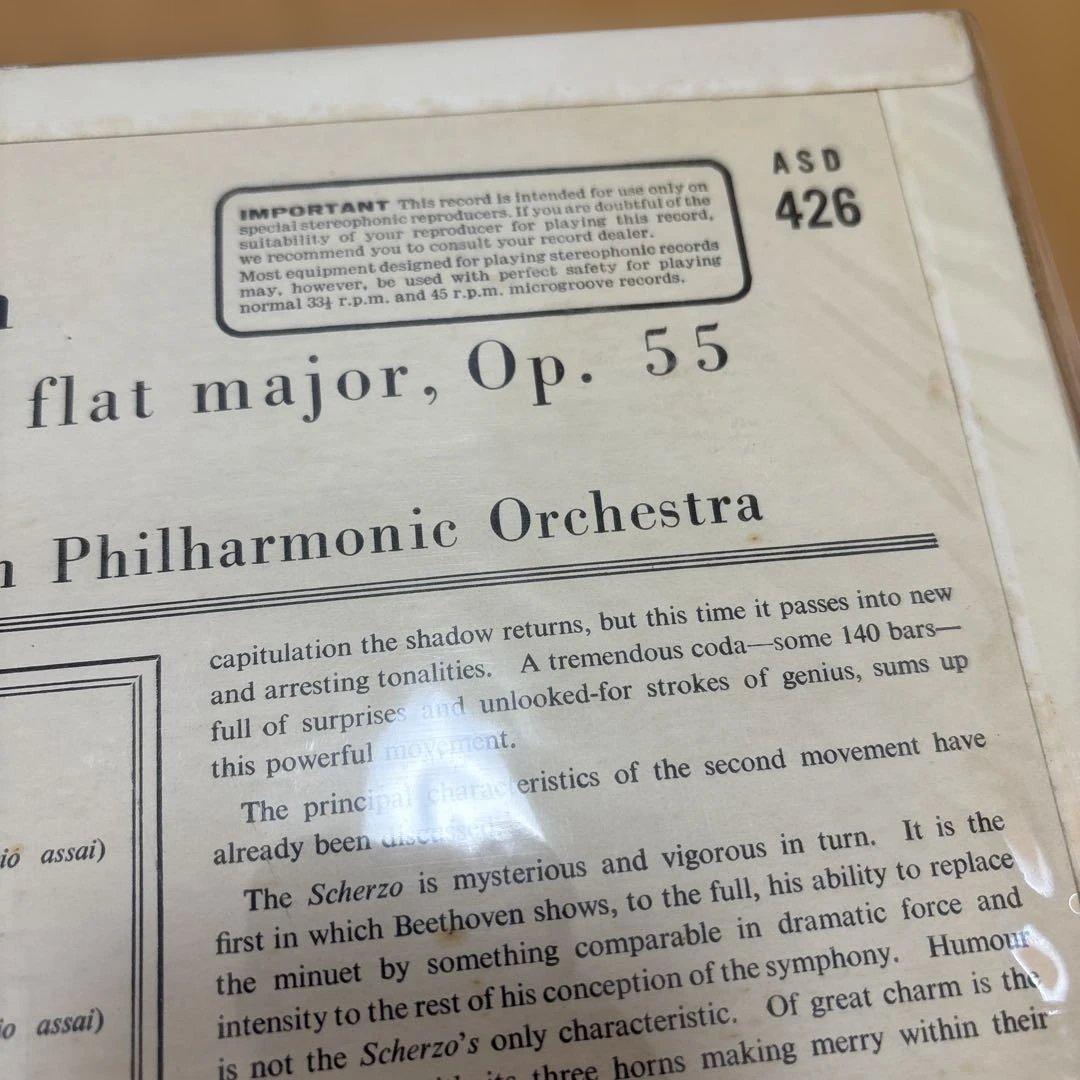 ASD
426
IMPORTANT This record is intended for use only on
special stereophonic reproducers. If you are doubtful of the
suitability of your reproducer for playing this record,
we recommend you to consult your record dealer.
Most equipment designed for playing stereophonic records
may, however, be used with perfect safety for playing
normal 33⅓ r.p.m. and 45 r.p.m. microgroove records.
flat major, Op. 55
n Philharmonic Orchestra
capitulation the shadow returns, but this time it passes into new
and arresting tonalities. A tremendous coda—some 140 bars—
full of surprises and unlooked-for strokes of genius, sums up
this powerful movement.
The principal characteristics of the second movement have
already been discussed.
The Scherzo is mysterious and vigorous in turn. It is the
first in which Beethoven shows, to the full, his ability to replace
the minuet by something comparable in dramatic force and
intensity to the rest of his conception of the symphony. Humour
is not the Scherzo's only characteristic. Of great charm is the
three horns making merry within their
io assai)
io assai)